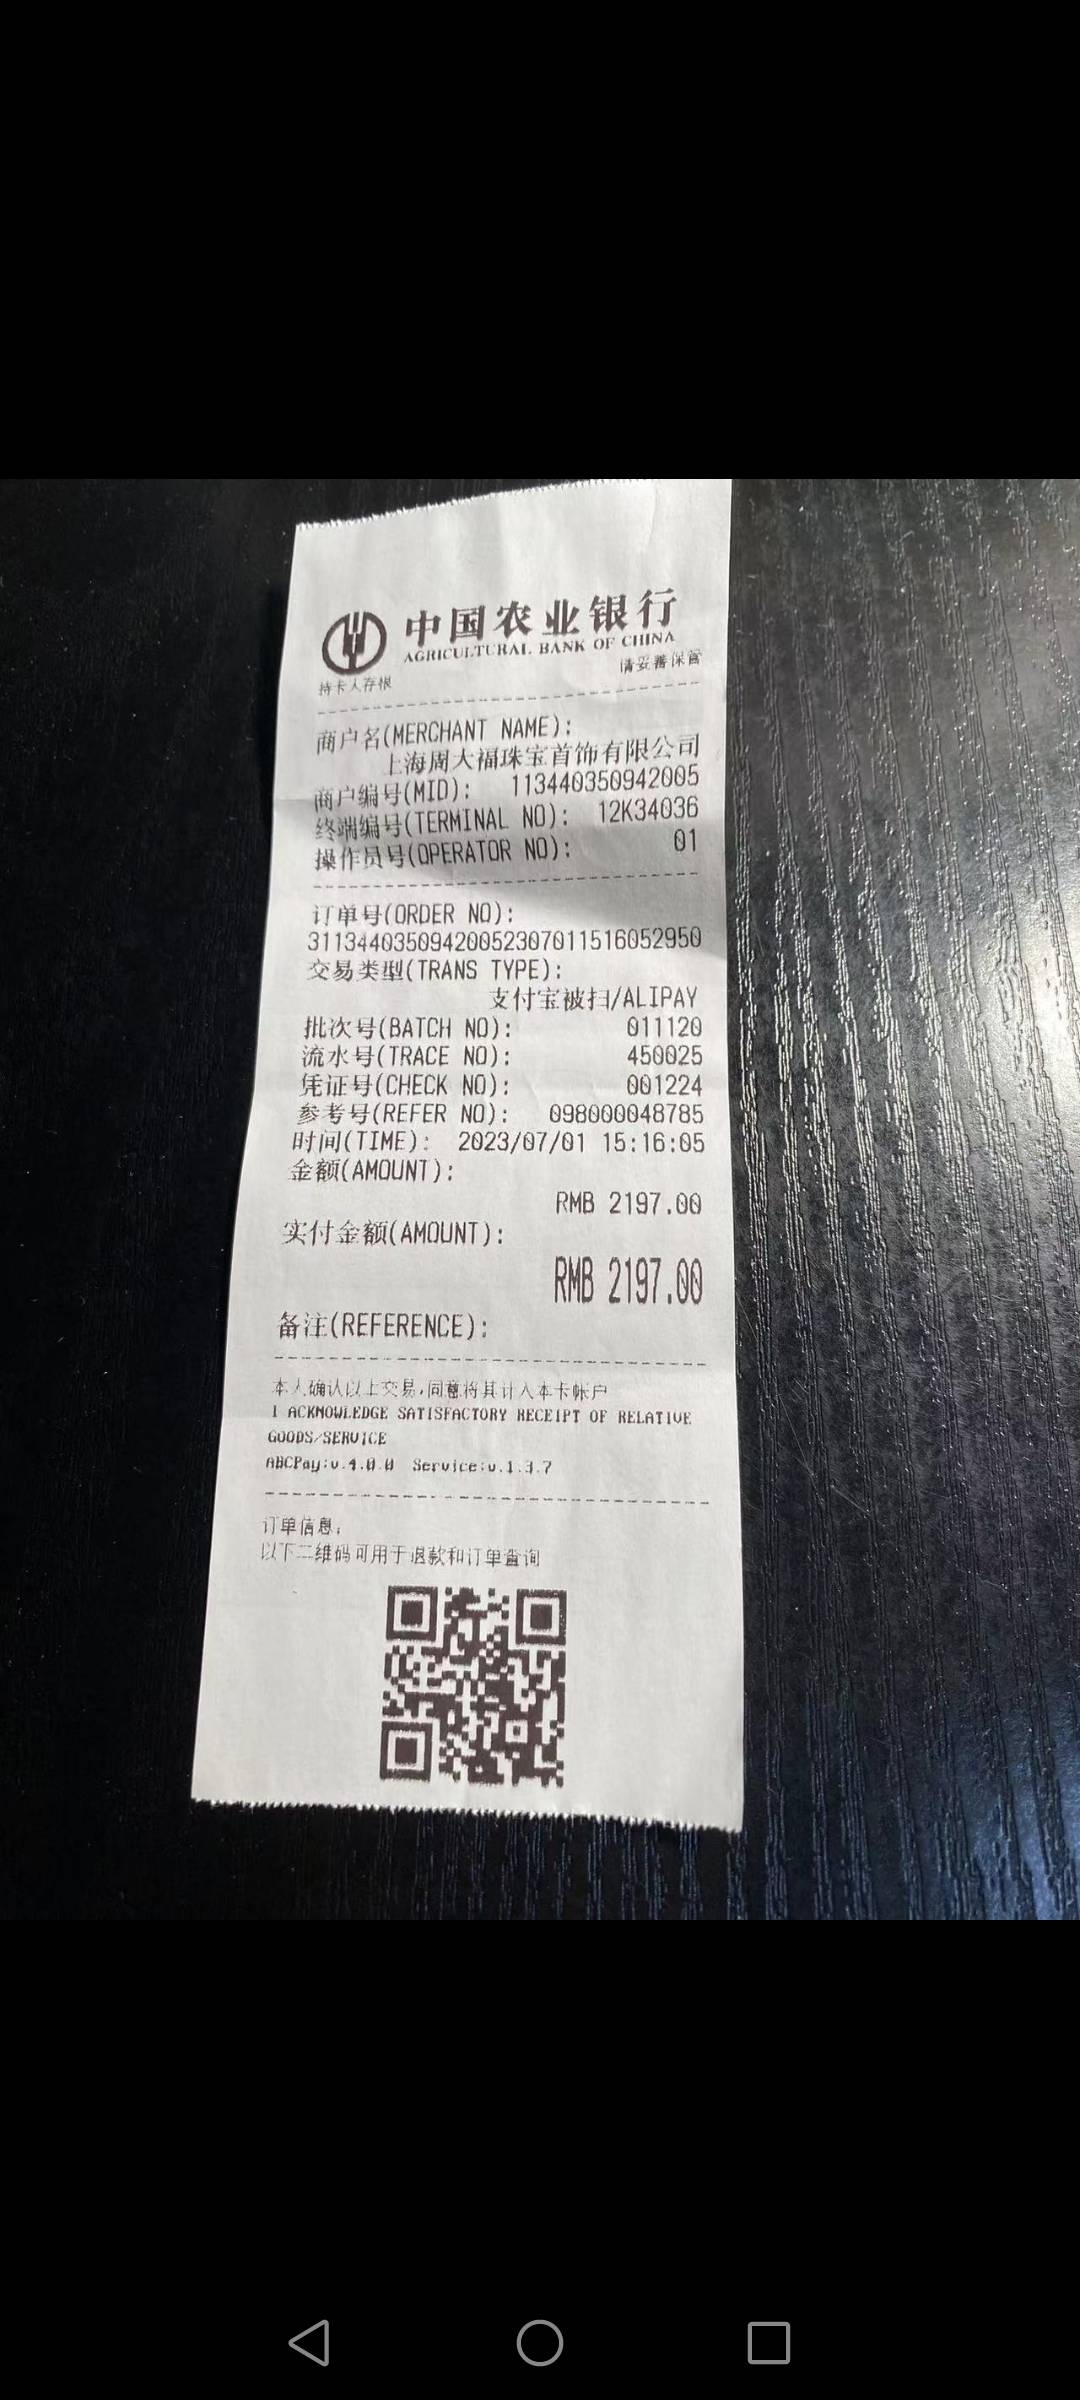 中国农业银行
AGRICULTURAL BANK OF CHINA
持卡人存根 请妥善保管
商户名(MERCHANT NAME):
上海周大福珠宝首饰有限公司
商户编号(MID): 113440350942005
终端编号(TERMINAL NO): 12K34036
操作员号(OPERATOR NO): 01
订单号(ORDER NO):
31134403509420052307011516052950
交易类型(TRANS TYPE):
支付宝被扫/ALIPAY
批次号(BATCH NO): 011120
流水号(TRACE NO): 450025
凭证号(CHECK NO): 001224
参考号(REFER NO): 098000048785
时间(TIME): 2023/07/01 15:16:05
金额(AMOUNT):
RMB 2197.00
实付金额(AMOUNT):
RMB 2197.00
备注(REFERENCE):
本人确认以上交易,同意将其计入本卡帐户
I ACKNOWLEDGE SATISFACTORY RECEIPT OF RELATIVE
GOODS/SERVICE
ABCPay:v.4.0.0 Service:v.1.3.7
订单信息:
以下二维码可用于退款和订单查询